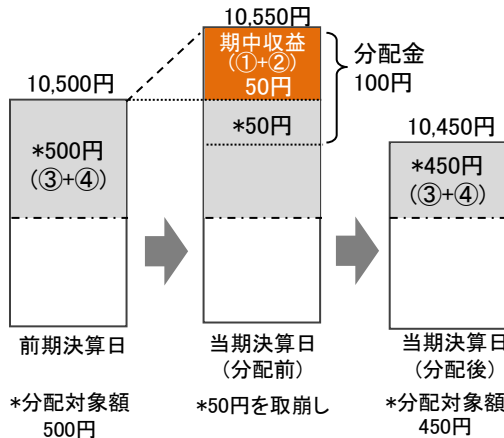 10,500円
*500円
(③+④)
前期決算日
*分配対象額
500円
10,550円
期中収益
(①+②)
50円
*50円
分配金
100円
当期決算日
(分配前)
*50円を取崩し
10,450円
*450円
(③+④)
当期決算日
(分配後)
*分配対象額
450円